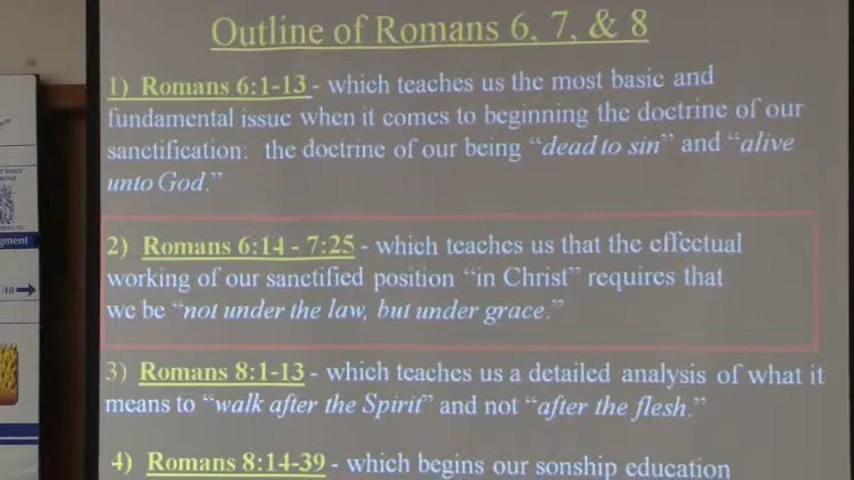 Outline of Romans 6, 7, & 8
1) Romans 6:1-13 - which teaches us the most basic and
fundamental issue when it comes to beginning the doctrine of our
sanctification: the doctrine of our being "dead to sin" and "alive
unto God."
2) Romans 6:14 - 7:25 - which teaches us that the effectual
working of our sanctified position "in Christ" requires that
we be "not under the law, but under grace."
3) Romans 8:1-13 - which teaches us a detailed analysis of what it
means to "walk after the Spirit" and not "after the flesh."
4) Romans 8:14-39 - which begins our sonship education